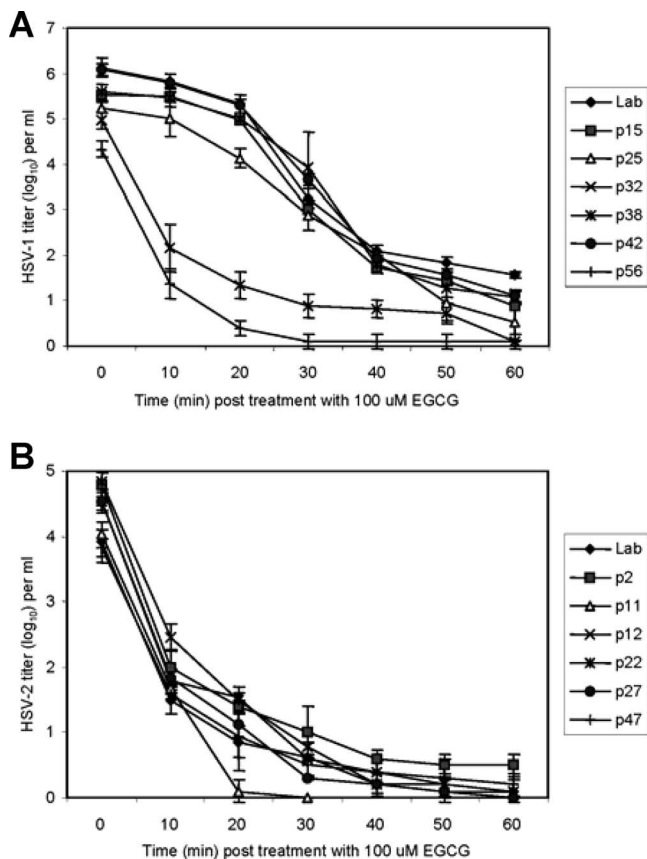 A
HSV-1 titer (log10) per ml
7
6
5
4
3
2
1
0
0 10 20 30 40 50 60
Time (min) post treatment with 100 uM EGCG
Lab
p15
p25
p32
p38
p42
p56
B
HSV-2 titer (log10) per ml
5
4
3
2
1
0
0 10 20 30 40 50 60
Time (min) post treatment with 100 uM EGCG
Lab
p2
p11
p12
p22
p27
p47